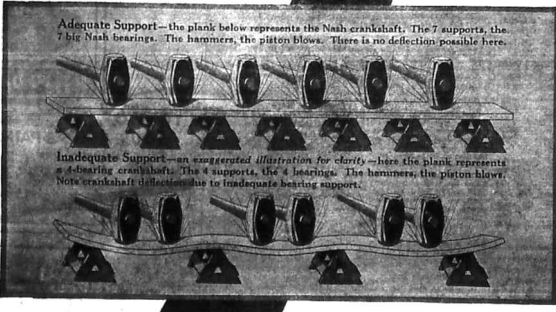 Adequate Support—the plank below represents the Nash crankshaft. The 7 supports, the
7 big Nash bearings. The hammers, the piston blows. There is no deflection possible here.
Inadequate Support—an exaggerated illustration for clarity—here the plank represents
a 4-bearing crankshaft. The 4 supports, the 4 bearings. The hammers, the piston blows.
Note crankshaft deflection due to inadequate bearing support.